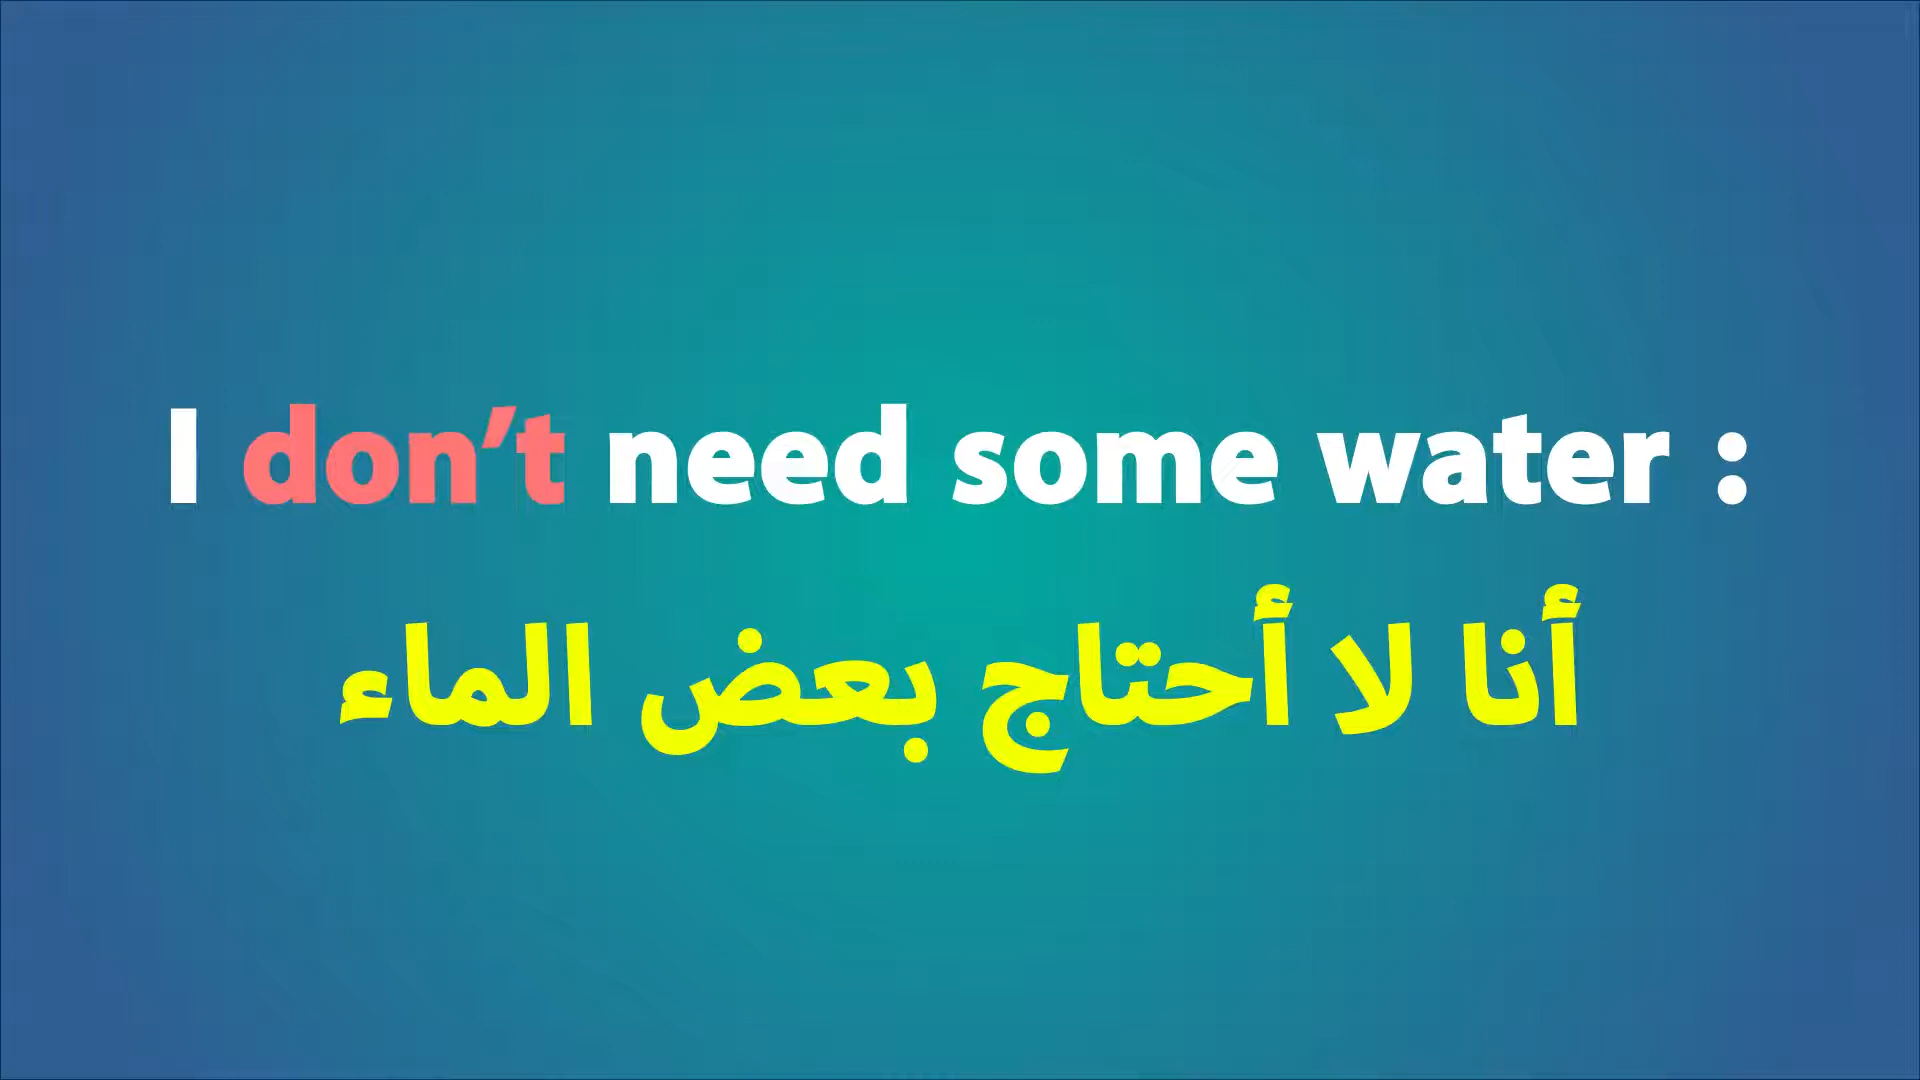 I don’t need some water :
أنا لا أحتاج بعض الماء